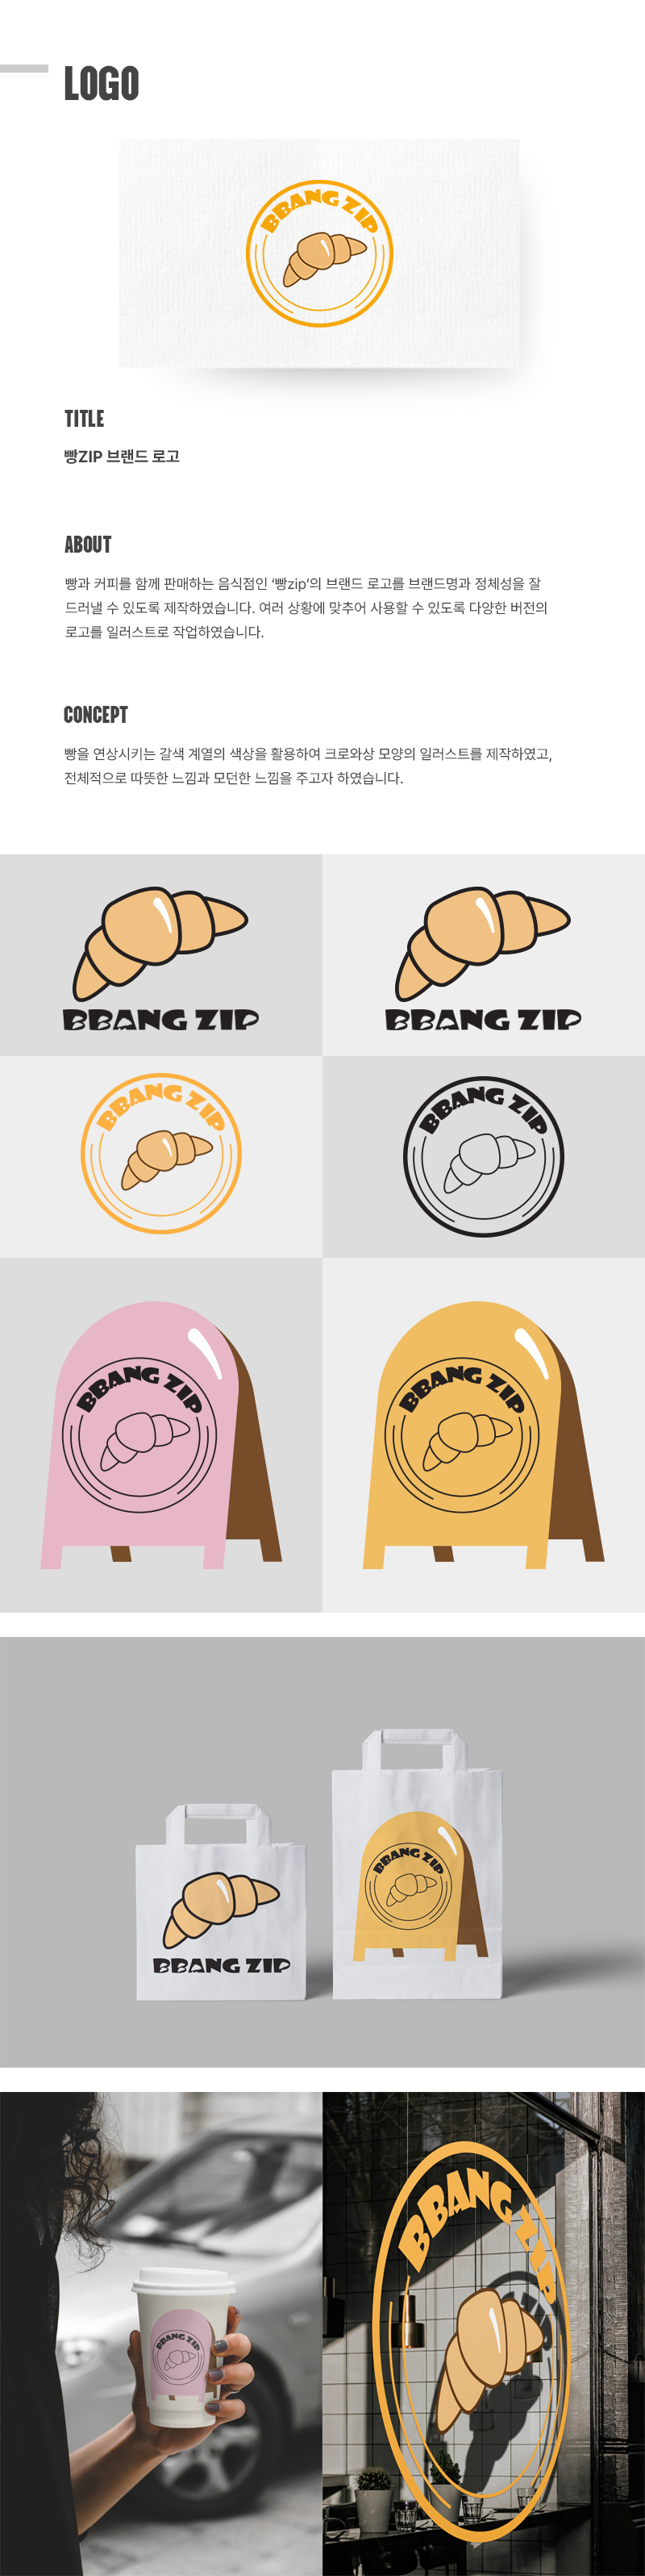 LOGO
BBANG ZIP
TITLE
빵ZIP 브랜드 로고
ABOUT
빵과 커피를 함께 판매하는 음식점인 ‘빵zip’의 브랜드 로고를 브랜드명과 정체성을 잘
드러낼 수 있도록 제작하였습니다. 여러 상황에 맞추어 사용할 수 있도록 다양한 버전의
로고를 일러스트로 작업하였습니다.
CONCEPT
빵을 연상시키는 갈색 계열의 색상을 활용하여 크로와상 모양의 일러스트를 제작하였고,
전체적으로 따뜻한 느낌과 모던한 느낌을 주고자 하였습니다.
BBANG ZIP
BBANG ZIP
BBANG ZIP
BBANG ZIP
BBANG ZIP
BBANG ZIP
BBANG ZIP
BBANG ZIP
BBANG ZIP
BBANG ZIP